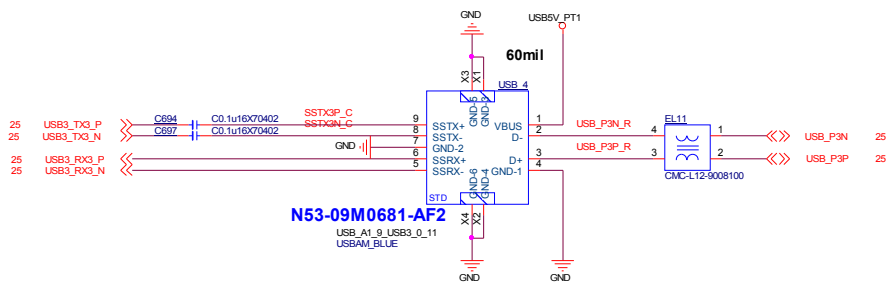 GND
USB5V_PT1
60mil
X3
X1
USB_4
GND-5
GND-3
25 USB3_TX3_P C694 C0.1u16X70402 SSTX3P_C 9 SSTX+ VBUS 1 USB_P3N_R EL11
25 USB3_TX3_N C697 C0.1u16X70402 SSTX3N_C 8 SSTX- D- 2 4 1 USB_P3N 25
GND 7 GND-2 USB_P3P_R
25 USB3_RX3_P 6 SSRX+ D+ 3 3 2 USB_P3P 25
25 USB3_RX3_N 5 SSRX- GND-1 4
CMC-L12-9008100
GND-6
GND-4
STD
X4
X2
N53-09M0681-AF2
USB_A1_9_USB3_0_11
USBAM_BLUE
GND
GND